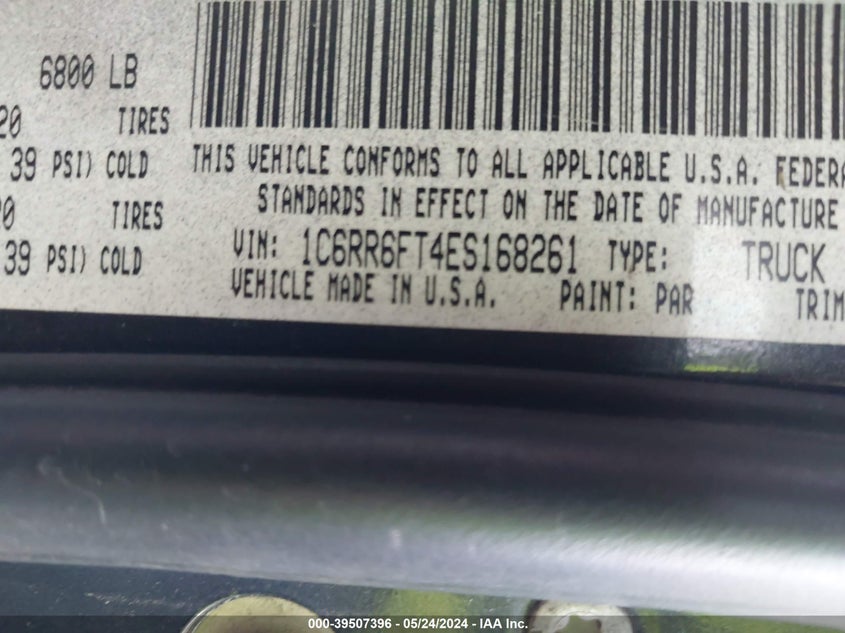 6800 LB
20 TIRES
39 PSI) COLD
THIS VEHICLE CONFORMS TO ALL APPLICABLE U.S.A. FEDERA
STANDARDS IN EFFECT ON THE DATE OF MANUFACTURE
20 TIRES
39 PSI) COLD
VIN: 1C6RR6FT4ES168261 TYPE: TRUCK
VEHICLE MADE IN U.S.A. PAINT: PAR TRIM
000-39507396 - 05/24/2024 - IAA Inc.